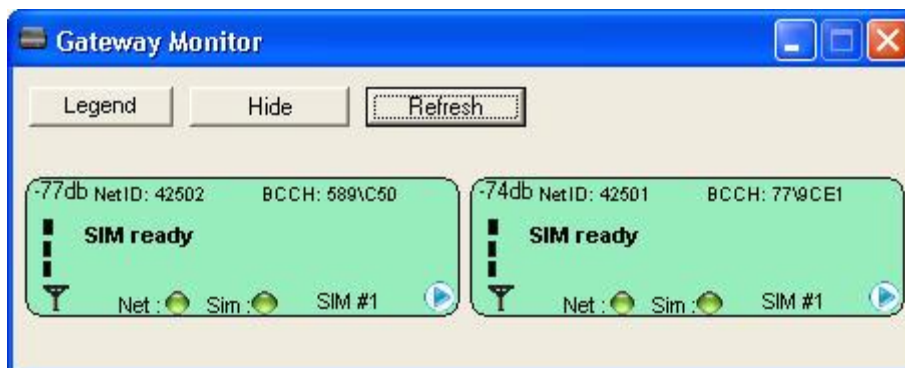 Gateway Monitor
Legend Hide Refresh
-77db NetID: 42502 BCCH: 589\C50
SIM ready
Net : Sim : SIM #1
-74db NetID: 42501 BCCH: 77\9CE1
SIM ready
Net : Sim : SIM #1